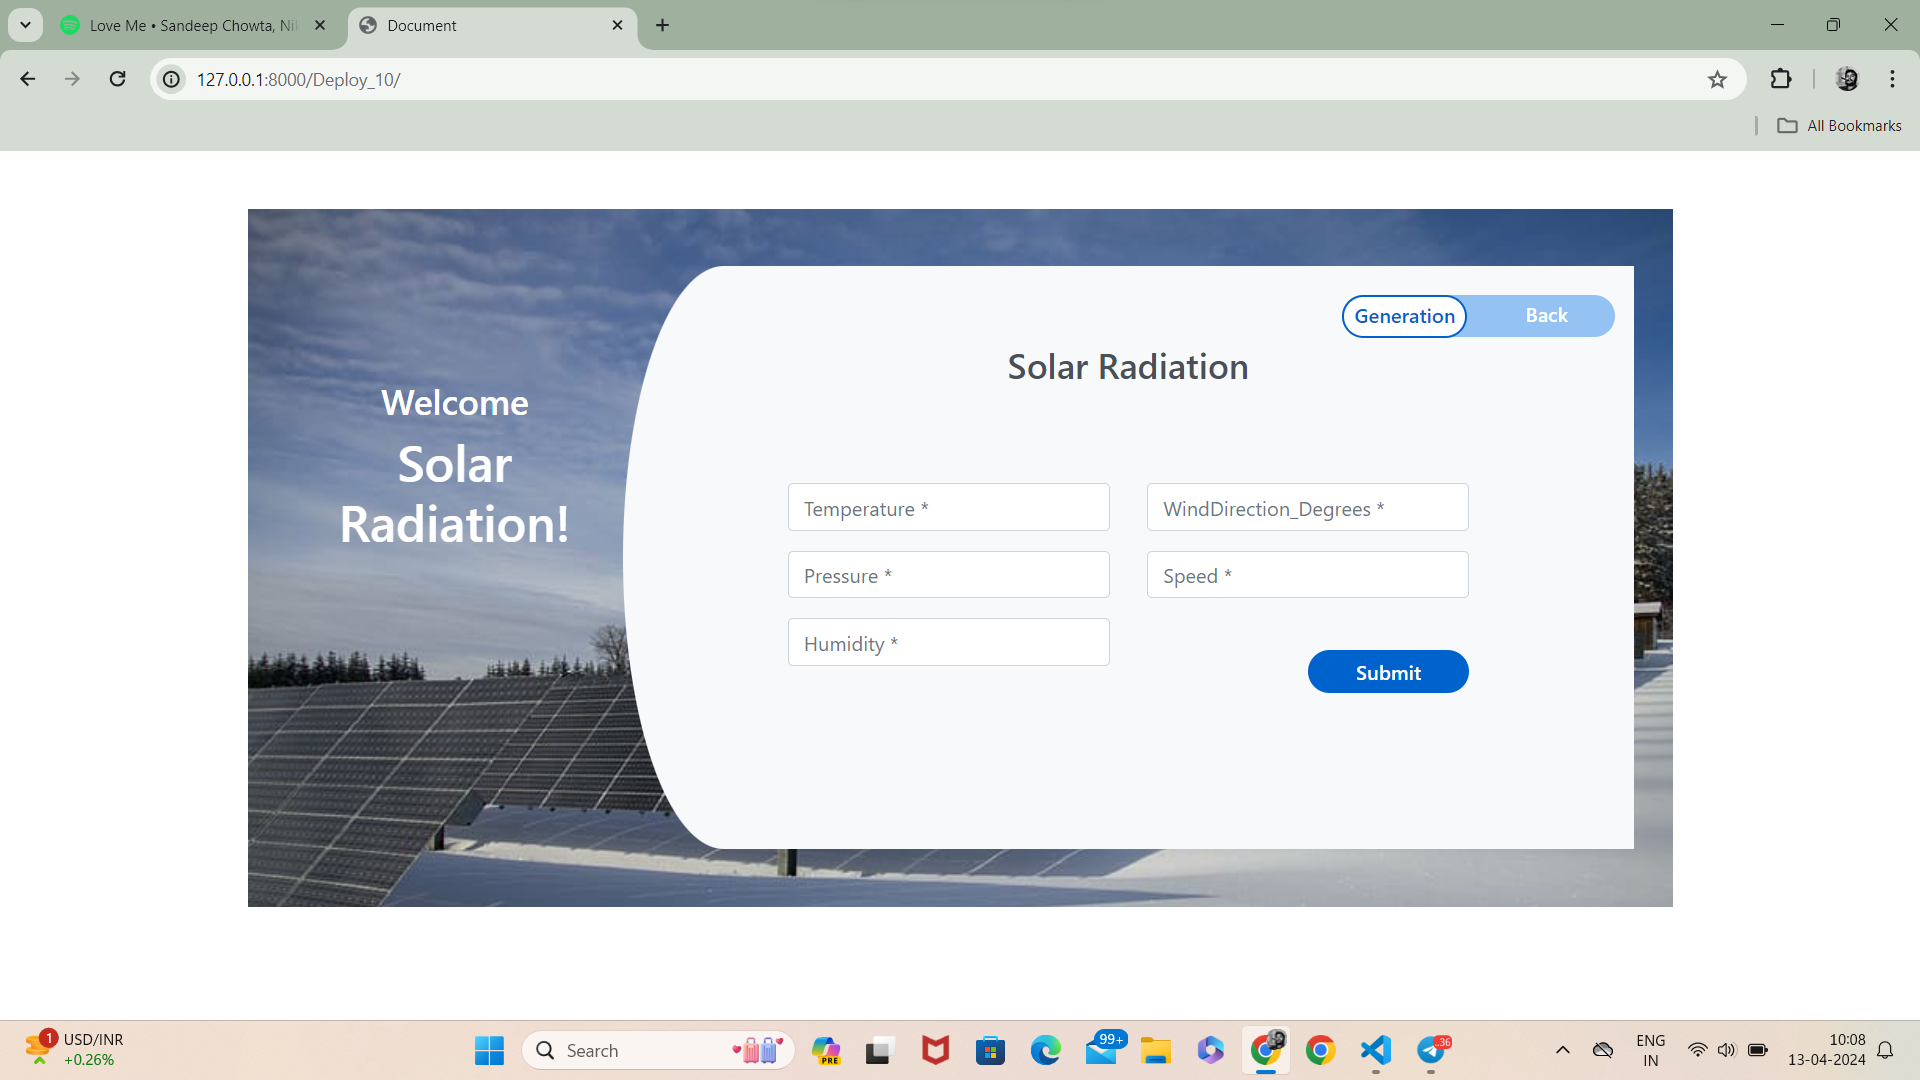 Love Me • Sandeep Chowta, Ni
Document
127.0.0.1:8000/Deploy_10/
All Bookmarks
Generation
Back
Solar Radiation
Welcome
Solar
Radiation!
Temperature *
WindDirection_Degrees *
Pressure *
Speed *
Humidity *
Submit
1
USD/INR
+0.26%
Search
PRE
99+
..36
ENG
IN
10:08
13-04-2024